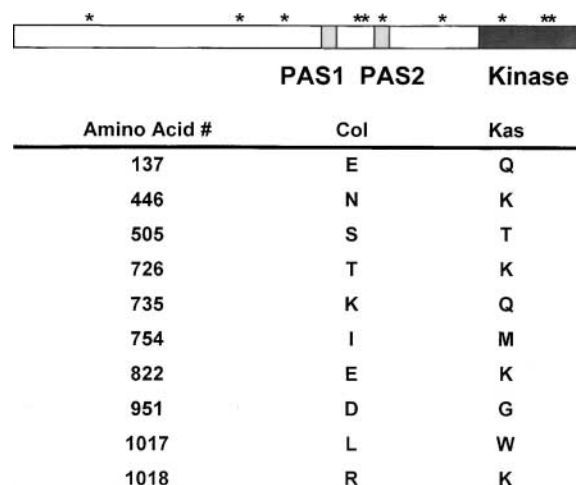 * * * ** * * * **
PAS1 PAS2 Kinase
Amino Acid # Col Kas
137 E Q
446 N K
505 S T
726 T K
735 K Q
754 I M
822 E K
951 D G
1017 L W
1018 R K